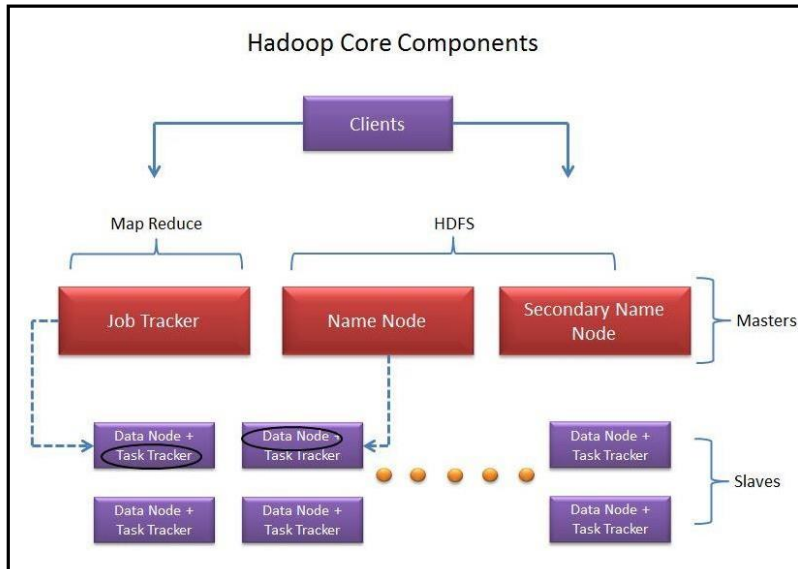 Hadoop Core Components
Clients
Map Reduce
HDFS
Job Tracker
Name Node
Secondary Name
Node
Masters
Data Node +
Task Tracker
Data Node +
Task Tracker
Data Node +
Task Tracker
Slaves
Data Node +
Task Tracker
Data Node +
Task Tracker
Data Node +
Task Tracker